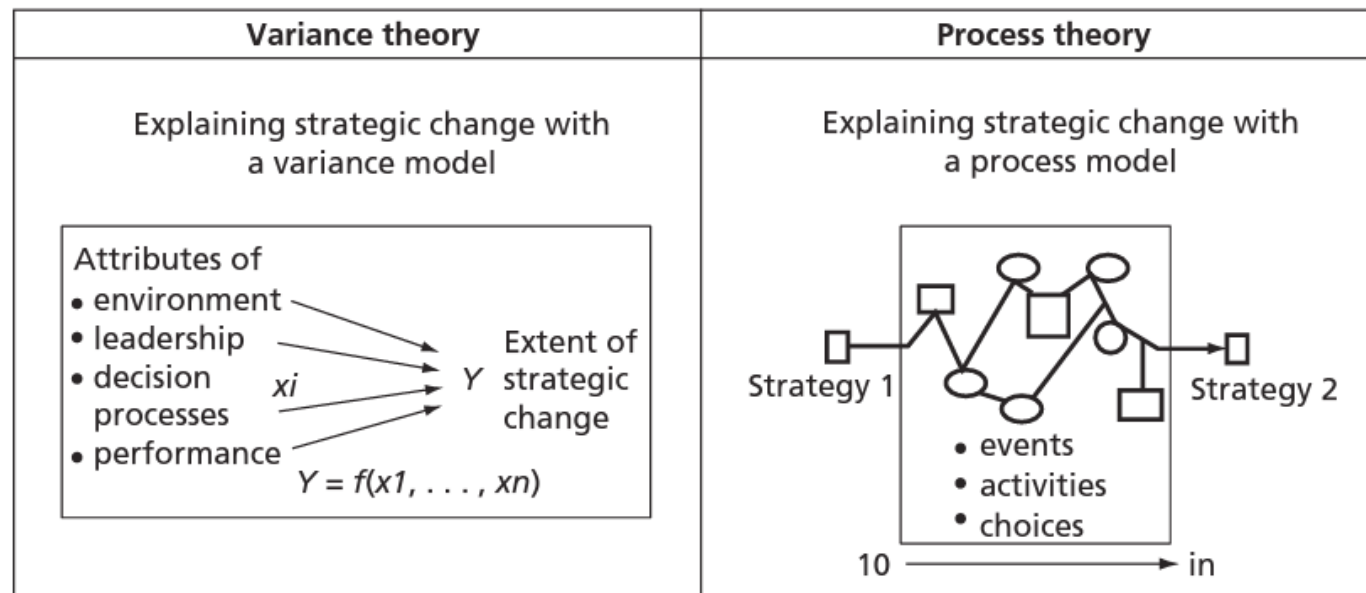 Variance theory
Process theory
Explaining strategic change with
a variance model
Explaining strategic change with
a process model
Attributes of
• environment
• leadership
• decision
processes
• performance
xi
Y
Extent of
strategic
change
Y = f(x1, . . . , xn)
Strategy 1
Strategy 2
• events
• activities
• choices
10
in